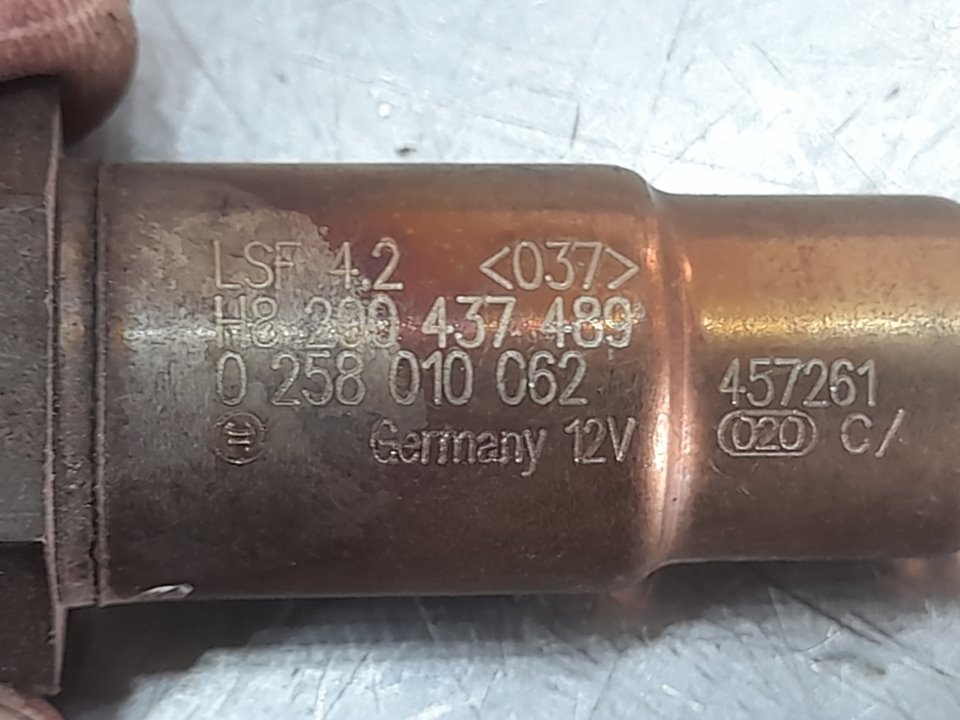 LSF 4.2 <037>
H8 200 437 489
0 258 010 062
Germany 12V
457261
020 C/